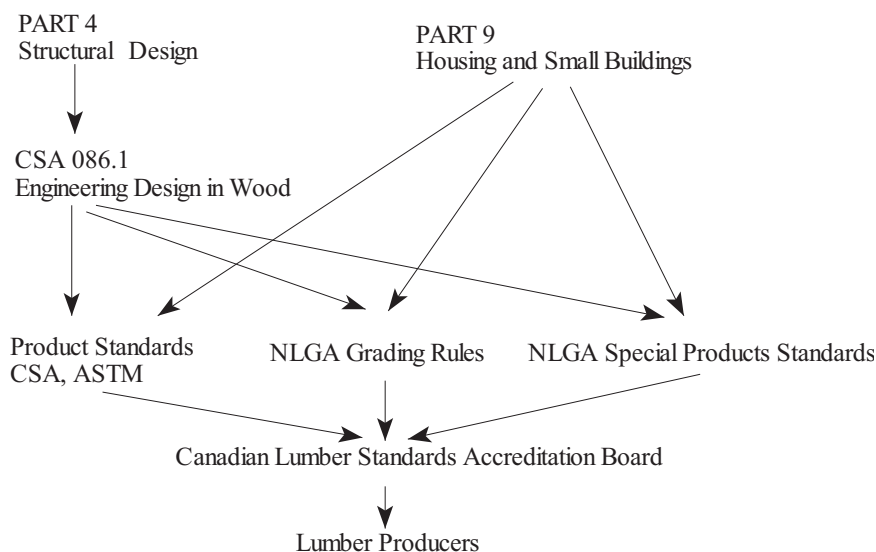 PART 4
Structural Design
PART 9
Housing and Small Buildings
CSA 086.1
Engineering Design in Wood
Product Standards
CSA, ASTM
NLGA Grading Rules
NLGA Special Products Standards
Canadian Lumber Standards Accreditation Board
Lumber Producers